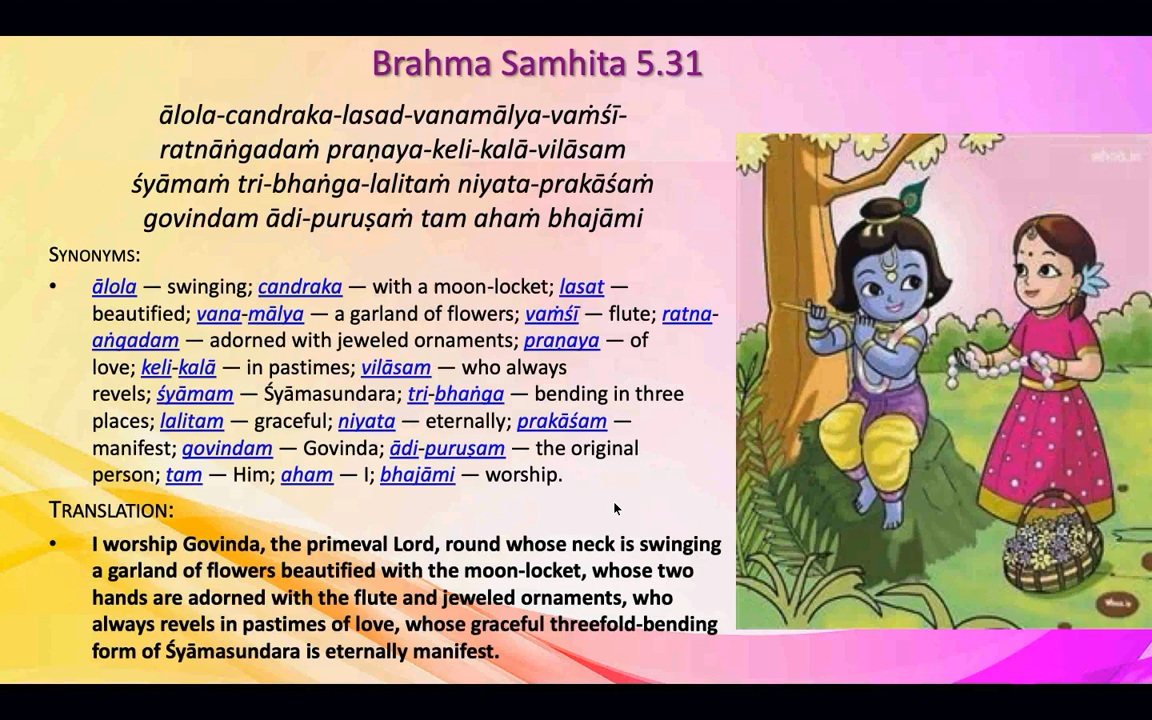 Brahma Samhita 5.31
ālola-candraka-lasad-vanamālya-vaṁśī-
ratnāṅgadaṁ praṇaya-keli-kalā-vilāsam
śyāmaṁ tri-bhaṅga-lalitaṁ niyata-prakāśaṁ
govindam ādi-puruṣaṁ tam ahaṁ bhajāmi
SYNONYMS:
• ālola — swinging; candraka — with a moon-locket; lasat —
beautified; vana-mālya — a garland of flowers; vaṁśī — flute; ratna-
aṅgadam — adorned with jeweled ornaments; praṇaya — of
love; keli-kalā — in pastimes; vilāsam — who always
revels; śyāmam — Śyāmasundara; tri-bhaṅga — bending in three
places; lalitam — graceful; niyata — eternally; prakāśam —
manifest; govindam — Govinda; ādi-puruṣam — the original
person; tam — Him; aham — I; bhajāmi — worship.
TRANSLATION:
• I worship Govinda, the primeval Lord, round whose neck is swinging
a garland of flowers beautified with the moon-locket, whose two
hands are adorned with the flute and jeweled ornaments, who
always revels in pastimes of love, whose graceful threefold-bending
form of Śyāmasundara is eternally manifest.